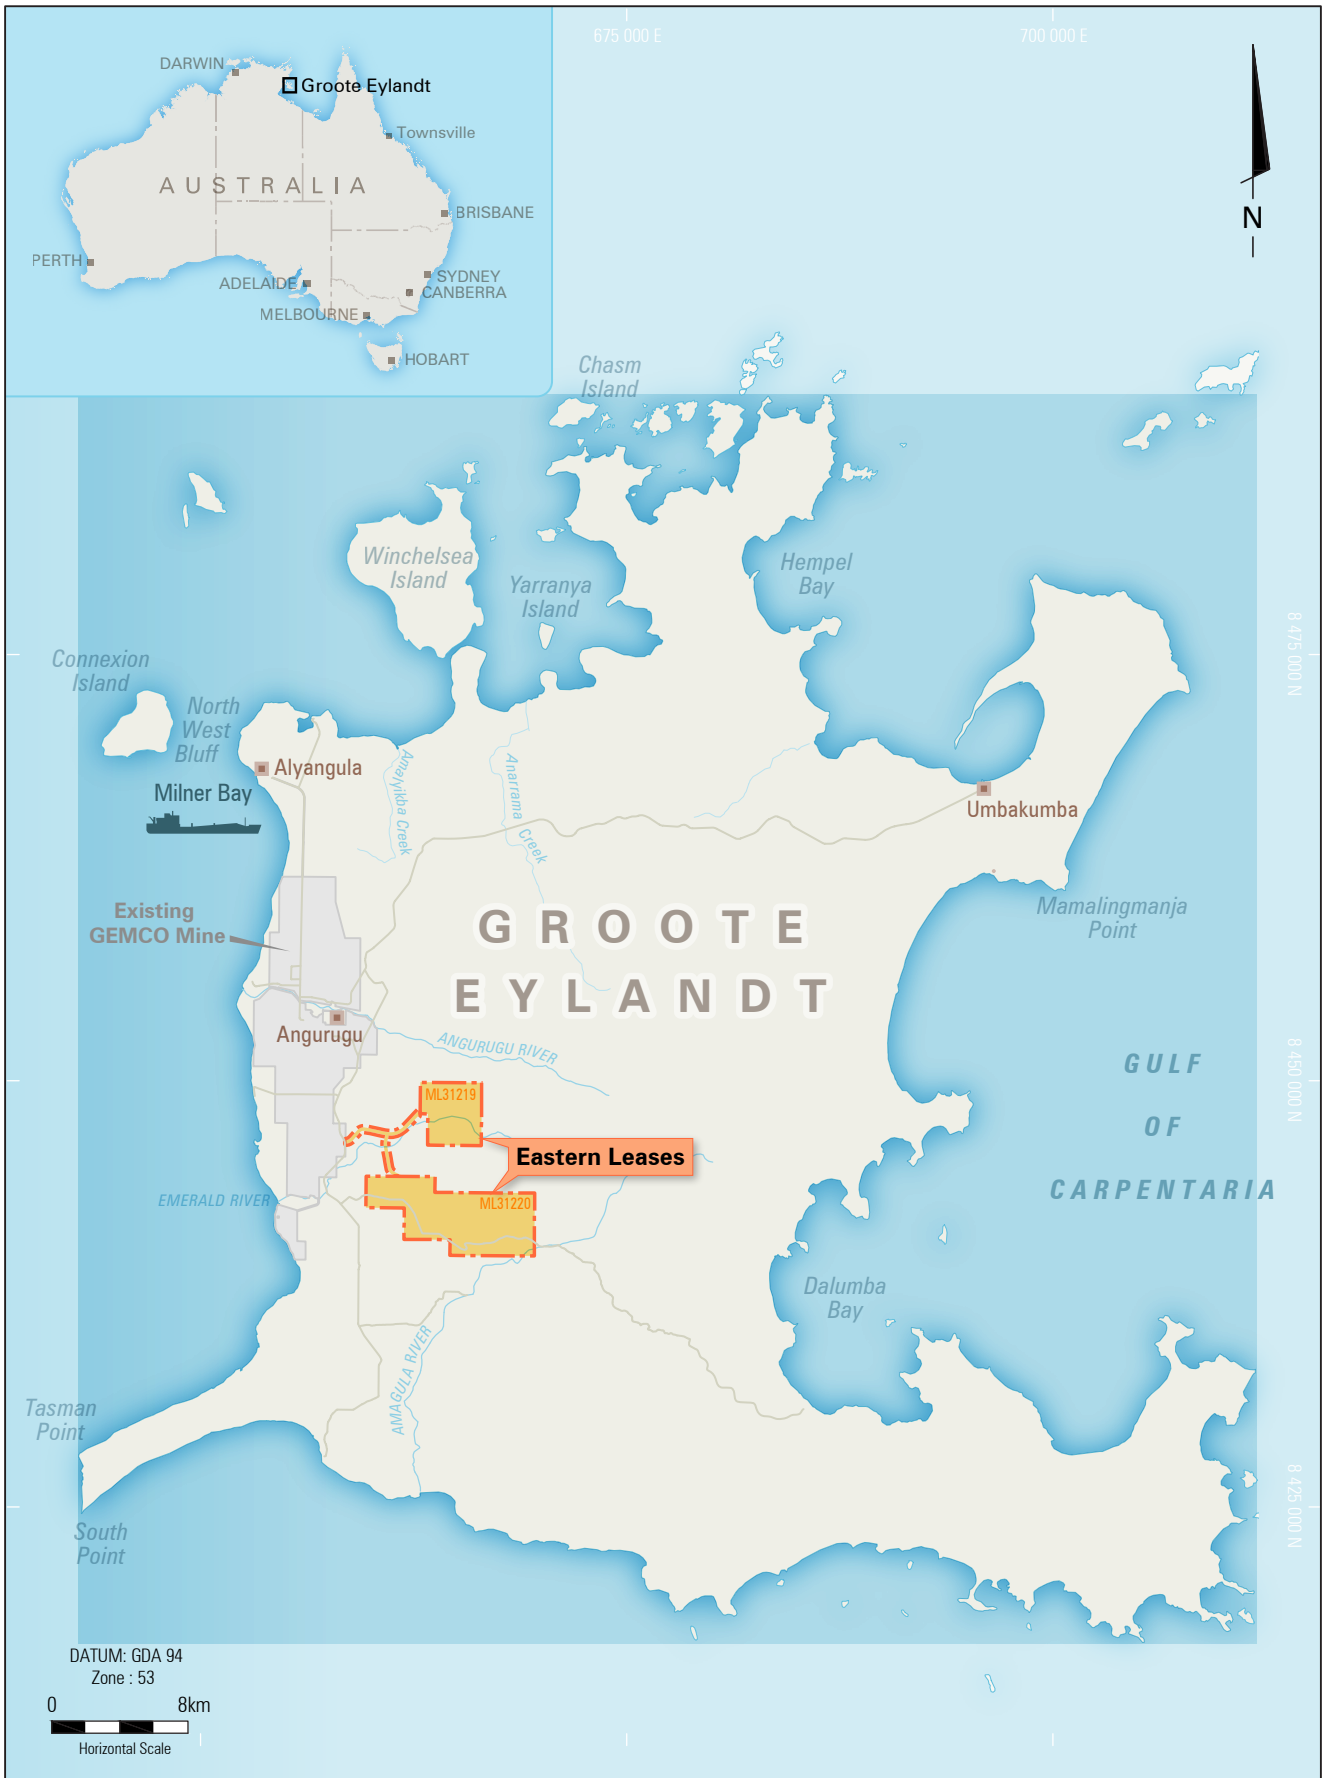 675 000 E
700 000 E
DARWIN
Groote Eylandt
Townsville
AUSTRALIA
BRISBANE
PERTH
SYDNEY
ADELAIDE
CANBERRA
MELBOURNE
HOBART
N
Chasm
Island
Winchelsea
Island
Yarranya
Island
Hempel
Bay
8 475 000 N
Connexion
Island
North
West
Bluff
Alyangula
Milner Bay
Amalyikba Creek
Anarrama Creek
Umbakumba
Existing
GEMCO Mine
GROOTE
EYLANDT
Mamalingmanja
Point
Angurugu
ANGURUGU RIVER
GULF
OF
CARPENTARIA
8 450 000 N
ML31219
Eastern Leases
EMERALD RIVER
ML31220
Dalumba
Bay
AMAGULA RIVER
Tasman
Point
South
Point
8 425 000 N
DATUM: GDA 94
Zone : 53
0 8km
Horizontal Scale